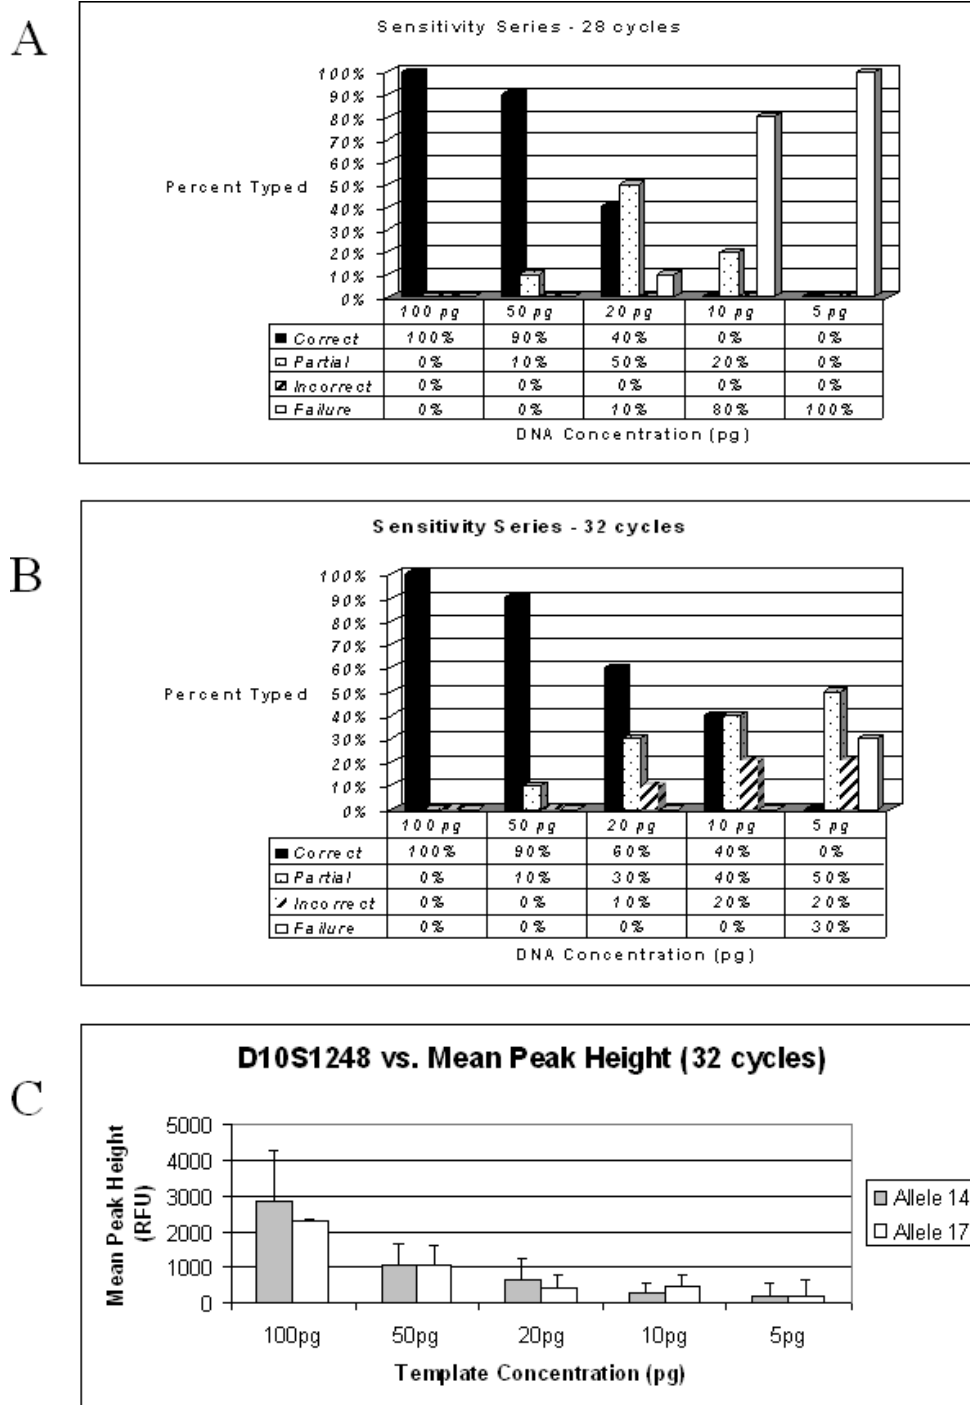 A
Sensitivity Series - 28 cycles
100%
90%
80%
70%
60%
Percent Typed 50%
40%
30%
20%
10%
0%
100 pg 50 pg 20 pg 10 pg 5 pg
Correct 100% 90% 40% 0% 0%
Partial 0% 10% 50% 20% 0%
Incorrect 0% 0% 0% 0% 0%
Failure 0% 0% 10% 80% 100%
DNA Concentration (pg)
B
Sensitivity Series - 32 cycles
100%
90%
80%
70%
60%
Percent Typed 50%
40%
30%
20%
10%
0%
100 pg 50 pg 20 pg 10 pg 5 pg
Correct 100% 90% 60% 40% 0%
Partial 0% 10% 30% 40% 50%
Incorrect 0% 0% 10% 20% 20%
Failure 0% 0% 0% 0% 30%
DNA Concentration (pg)
C
D10S1248 vs. Mean Peak Height (32 cycles)
Mean Peak Height
(RFU)
5000
4000
3000
2000
1000
0
100pg 50pg 20pg 10pg 5pg
Template Concentration (pg)
Allele 14
Allele 17